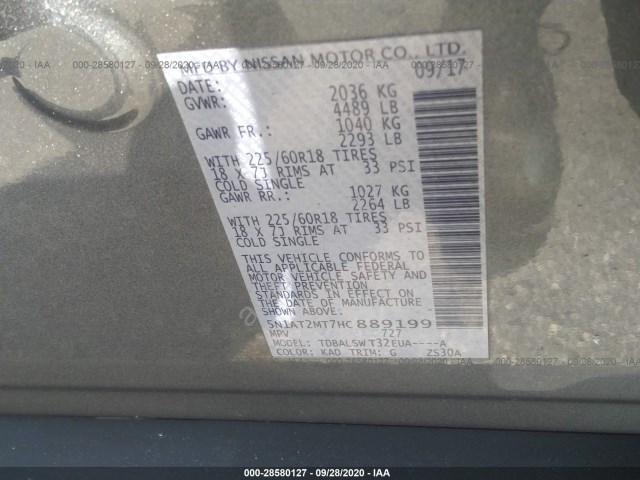 000-28580127 - 09/28/2020 - IAA
MFD BY NISSAN MOTOR CO., LTD.
DATE: 09/17
GVWR: 2036 KG
4489 LB
GAWR FR.: 1040 KG
2293 LB
WITH 225/60R18 TIRES
18 X 7J RIMS AT 33 PSI
COLD SINGLE
GAWR RR.: 1027 KG
2264 LB
WITH 225/60R18 TIRES
18 X 7J RIMS AT 33 PSI
COLD SINGLE
THIS VEHICLE CONFORMS TO
ALL APPLICABLE FEDERAL
MOTOR VEHICLE SAFETY AND
THEFT PREVENTION
STANDARDS IN EFFECT ON
THE DATE OF MANUFACTURE
SHOWN ABOVE.
5N1AT2MT7HC889199
MPV 727
MODEL: TDBALSWT32EUA----A
COLOR: KAD TRIM: G ZS30A
000-28580127 - 09/28/2020 - IAA